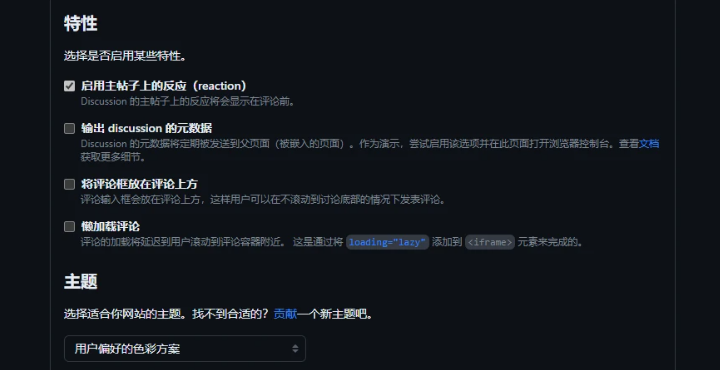 特性
选择是否启用某些特性。
启用主帖子上的反应（reaction）
Discussion 的主帖子上的反应将会显示在评论前。
输出 discussion 的元数据
Discussion 的元数据将定期被发送到父页面（被嵌入的页面）。作为演示，尝试启用该选项并在此页面打开浏览器控制台。查看文档
获取更多细节。
将评论框放在评论上方
评论输入框会放在评论上方，这样用户可以在不滚动到讨论底部的情况下发表评论。
懒加载评论
评论的加载将延迟到用户滚动到评论容器附近。 这是通过将 loading="lazy" 添加到 <iframe> 元素来完成的。
主题
选择适合你网站的主题。找不到合适的？贡献一个新主题吧。
用户偏好的色彩方案